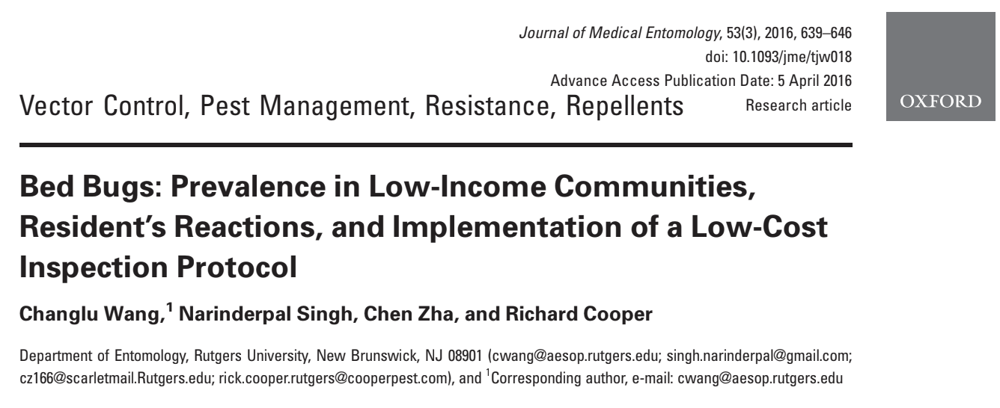 Journal of Medical Entomology, 53(3), 2016, 639–646
doi: 10.1093/jme/tjw018
Advance Access Publication Date: 5 April 2016
Vector Control, Pest Management, Resistance, Repellents
Research article
OXFORD
Bed Bugs: Prevalence in Low-Income Communities,
Resident’s Reactions, and Implementation of a Low-Cost
Inspection Protocol
Changlu Wang,1 Narinderpal Singh, Chen Zha, and Richard Cooper
Department of Entomology, Rutgers University, New Brunswick, NJ 08901 (cwang@aesop.rutgers.edu; singh.narinderpal@gmail.com;
cz166@scarletmail.Rutgers.edu; rick.cooper.rutgers@cooperpest.com), and 1Corresponding author, e-mail: cwang@aesop.rutgers.edu